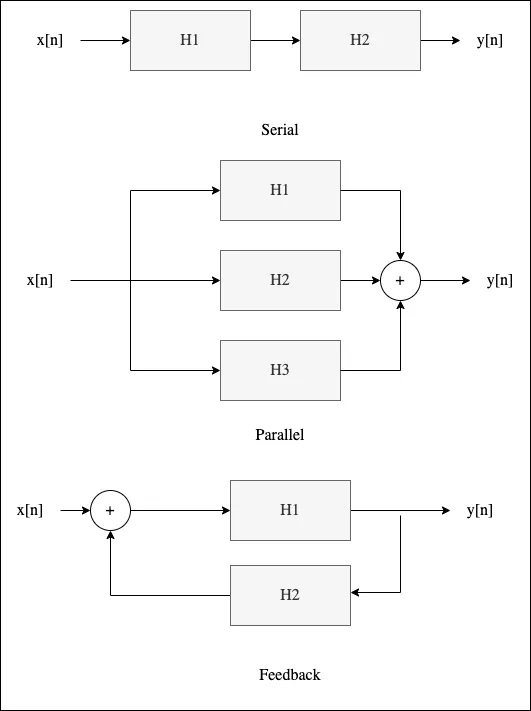 x[n] H1 H2 y[n]
Serial
H1
x[n] H2 + y[n]
H3
Parallel
x[n] + H1 y[n]
H2
Feedback